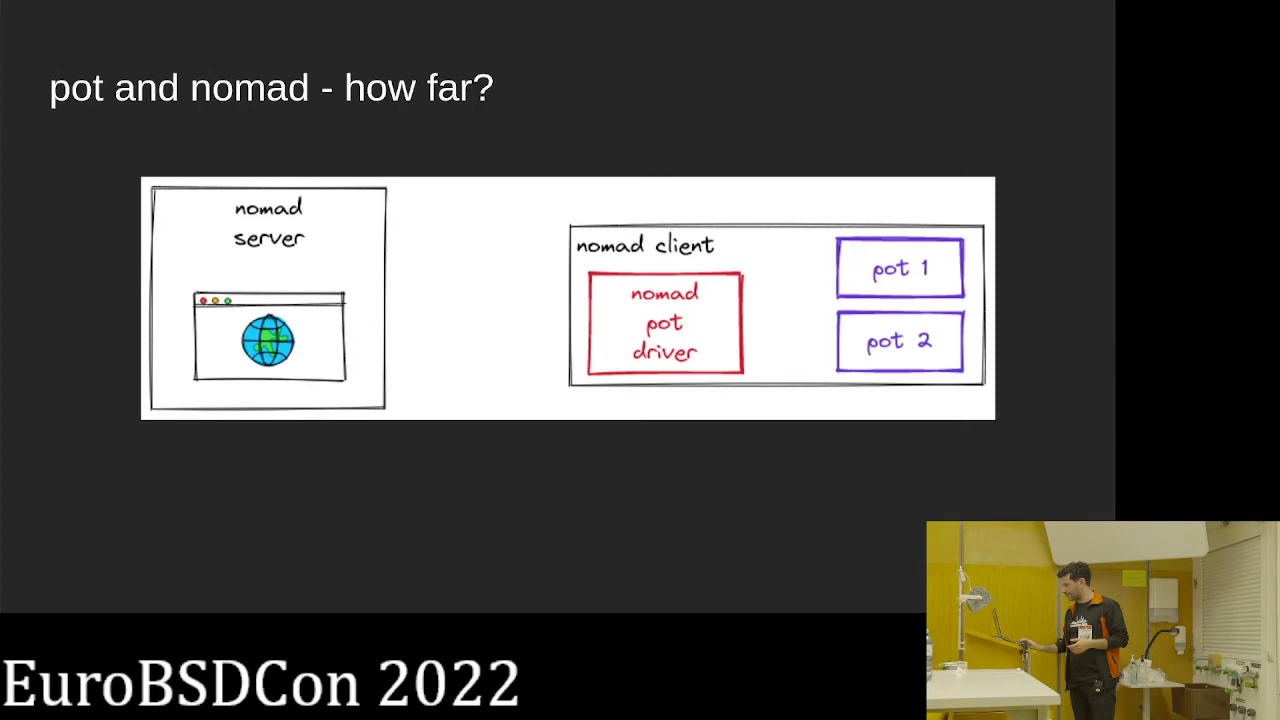 pot and nomad - how far?
nomad
server
nomad client
nomad
pot
driver
pot 1
pot 2
EuroBSDCon 2022